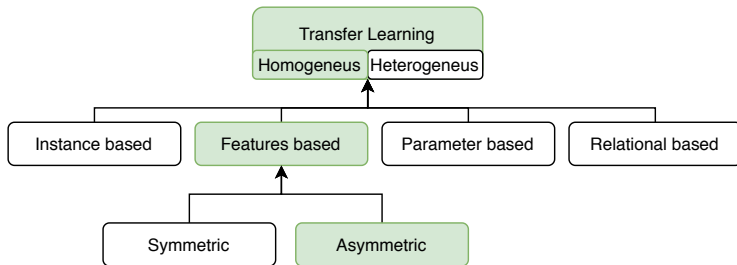 Transfer Learning
Homogeneus Heterogeneus
Instance based Features based Parameter based Relational based
Symmetric Asymmetric